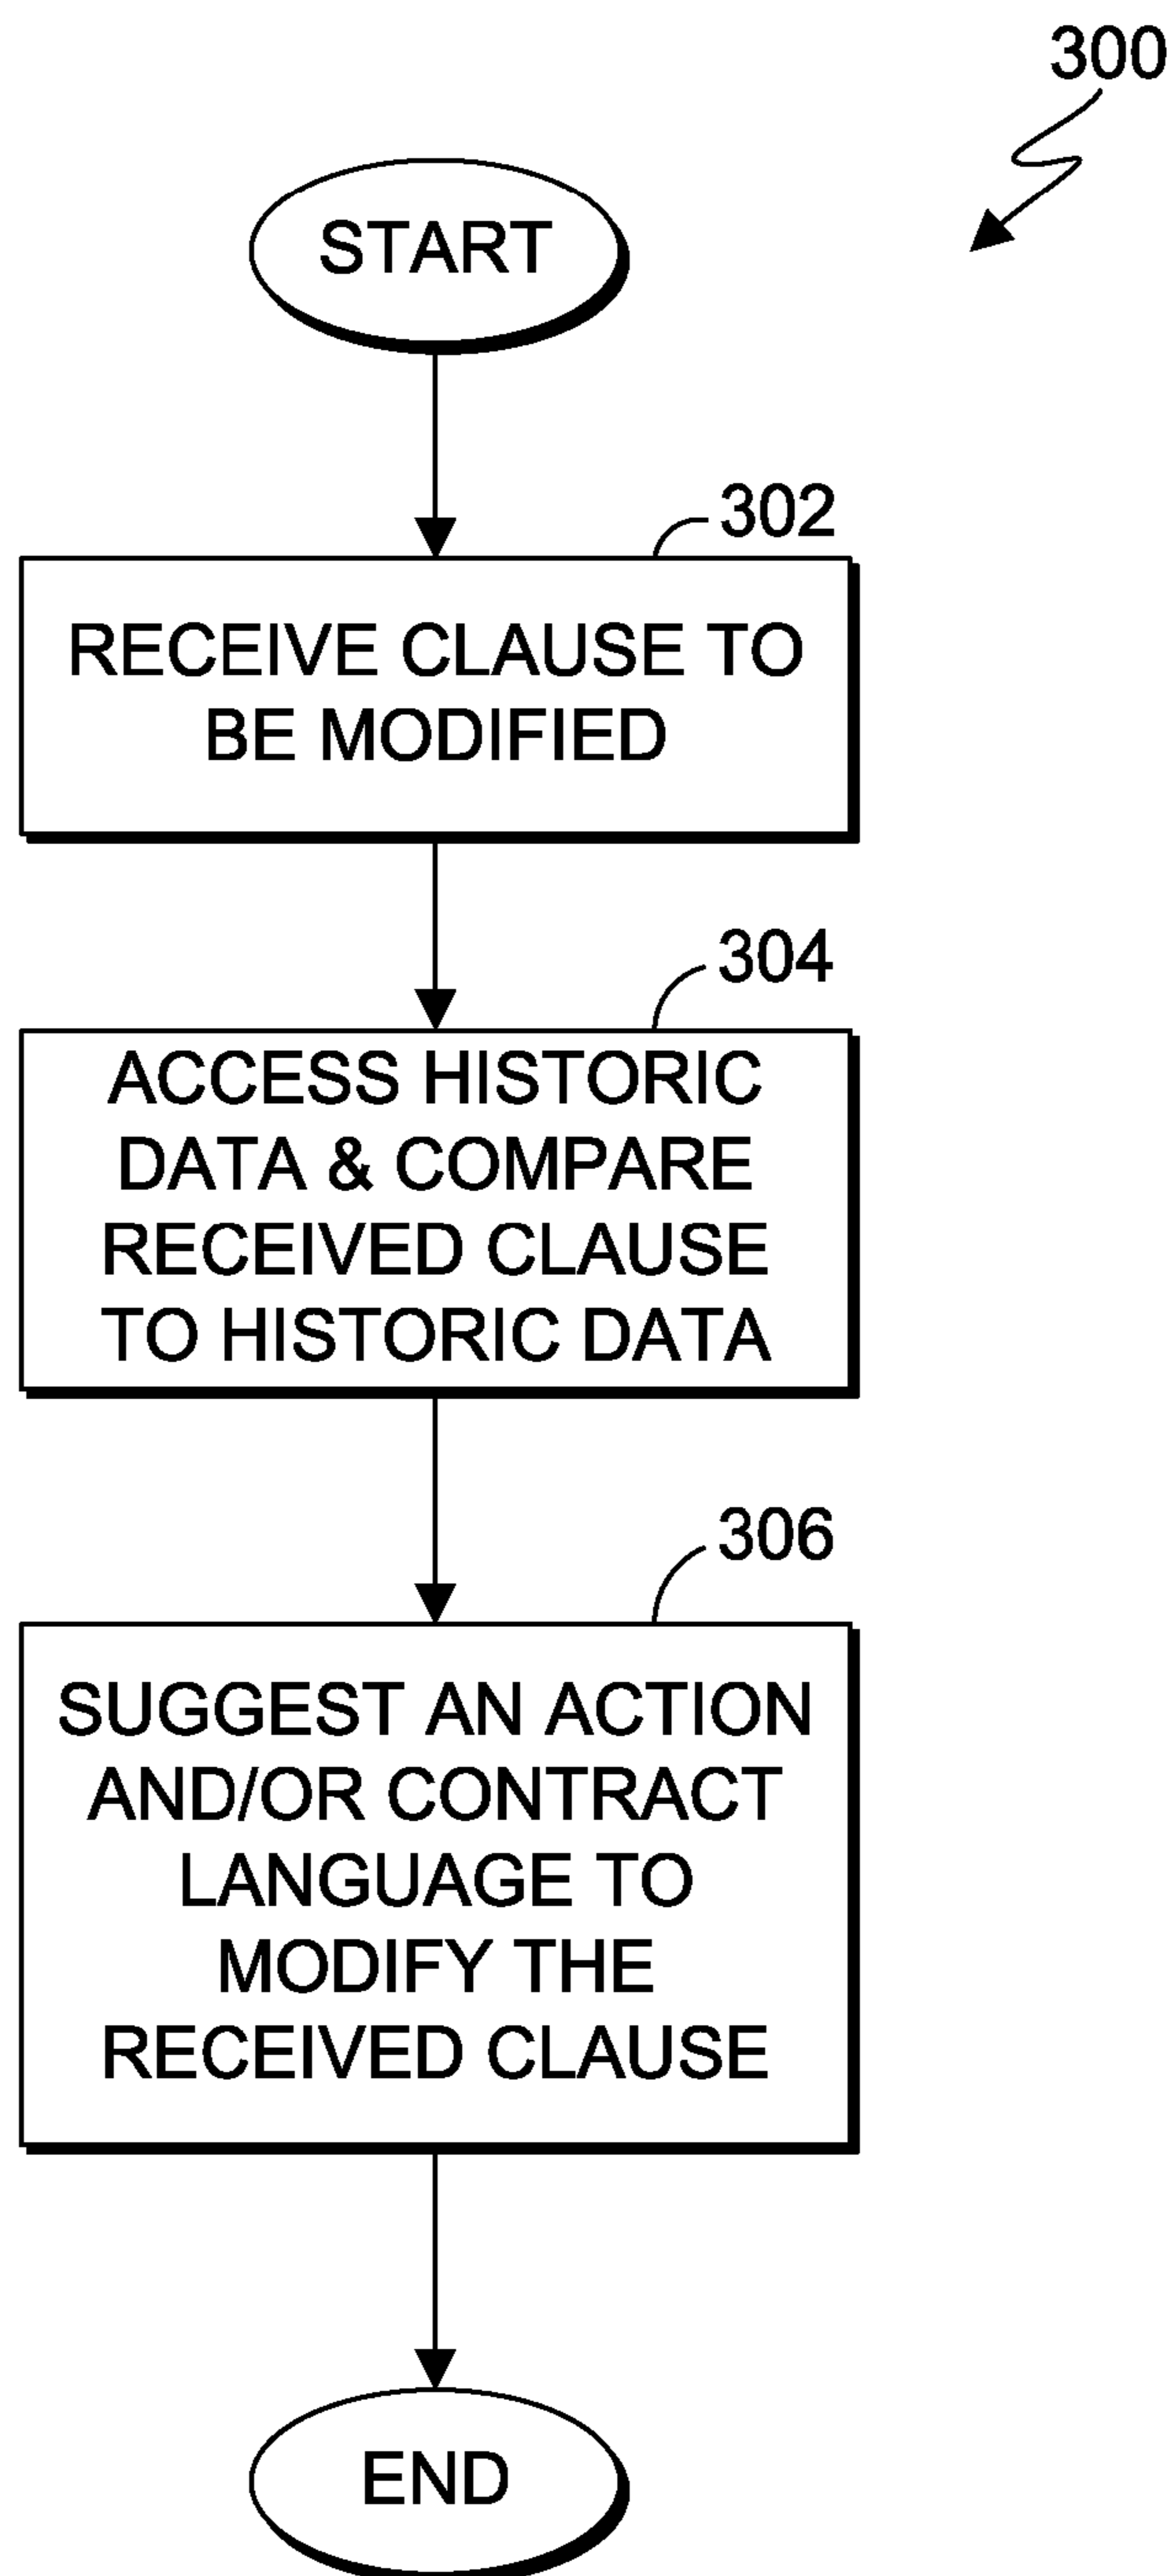 300
START
302
RECEIVE CLAUSE TO
BE MODIFIED
304
ACCESS HISTORIC
DATA & COMPARE
RECEIVED CLAUSE
TO HISTORIC DATA
306
SUGGEST AN ACTION
AND/OR CONTRACT
LANGUAGE TO
MODIFY THE
RECEIVED CLAUSE
END